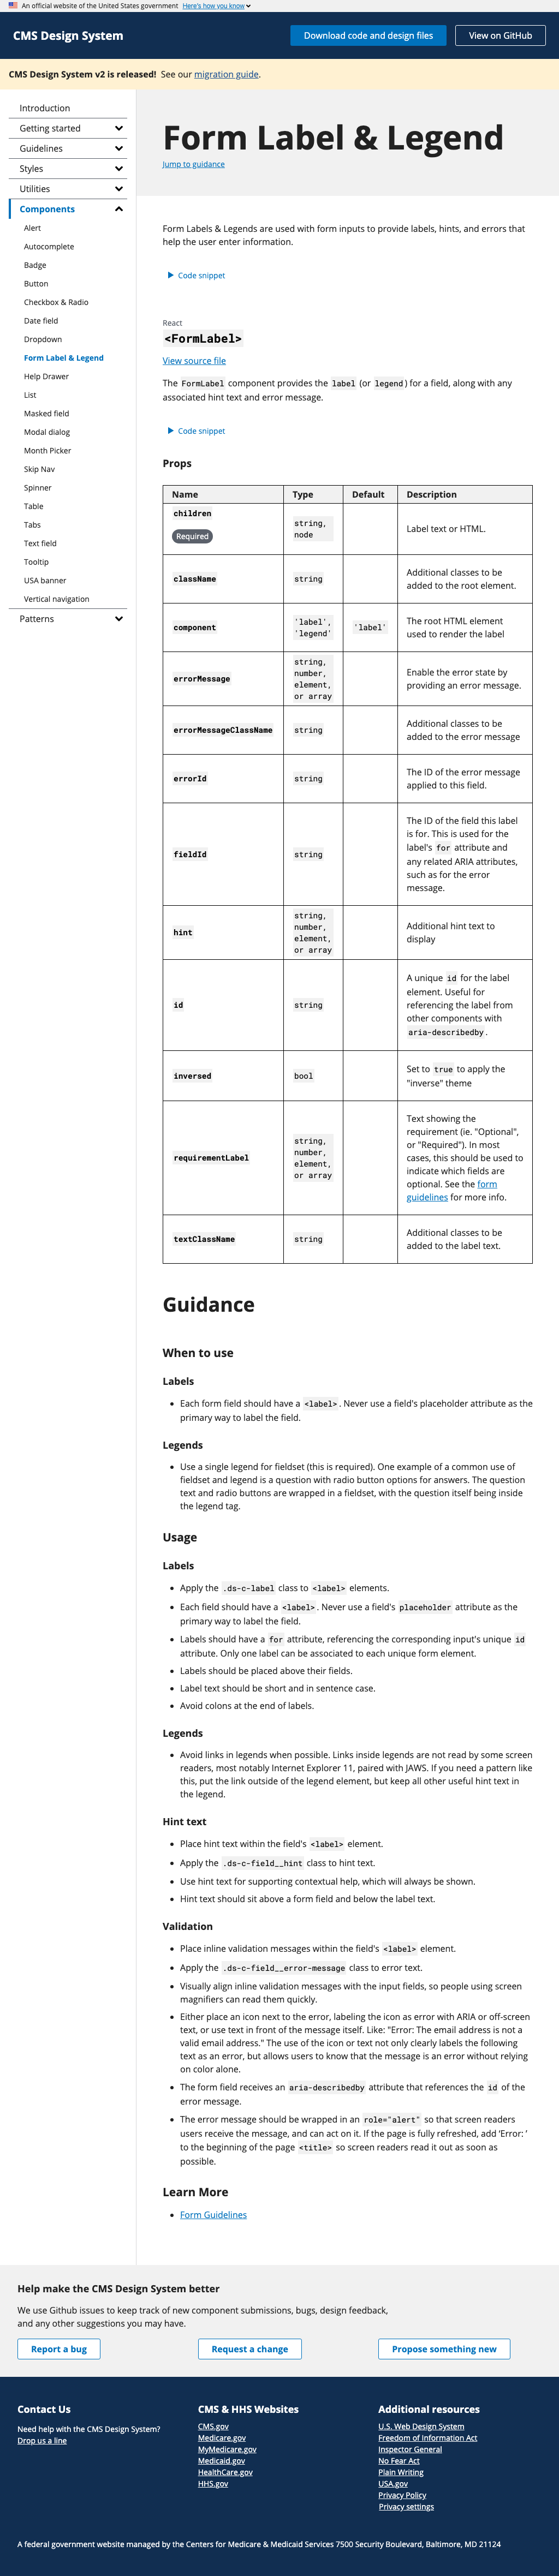 An official website of the United States government Here's how you know
CMS Design System
Download code and design files
View on GitHub
CMS Design System v2 is released! See our migration guide.
Introduction
Getting started
Guidelines
Styles
Utilities
Components
Alert
Autocomplete
Badge
Button
Checkbox & Radio
Date field
Dropdown
Form Label & Legend
Help Drawer
List
Masked field
Modal dialog
Month Picker
Skip Nav
Spinner
Table
Tabs
Text field
Tooltip
USA banner
Vertical navigation
Patterns
Form Label & Legend
Jump to guidance
Form Labels & Legends are used with form inputs to provide labels, hints, and errors that
help the user enter information.
Code snippet
React
<FormLabel>
View source file
The FormLabel component provides the label (or legend) for a field, along with any
associated hint text and error message.
Code snippet
Props
Name Type Default Description
children
Required
string,
node
Label text or HTML.
className
string
Additional classes to be
added to the root element.
component
'label',
'legend'
'label'
The root HTML element
used to render the label
errorMessage
string,
number,
element,
or array
Enable the error state by
providing an error message.
errorMessageClassName
string
Additional classes to be
added to the error message
errorId
string
The ID of the error message
applied to this field.
fieldId
string
The ID of the field this label
is for. This is used for the
label's for attribute and
any related ARIA attributes,
such as for the error
message.
hint
string,
number,
element,
or array
Additional hint text to
display
id
string
A unique id for the label
element. Useful for
referencing the label from
other components with
aria-describedby.
inversed
bool
Set to true to apply the
"inverse" theme
requirementLabel
string,
number,
element,
or array
Text showing the
requirement (ie. "Optional",
or "Required"). In most
cases, this should be used to
indicate which fields are
optional. See the form
guidelines for more info.
textClassName
string
Additional classes to be
added to the label text.
Guidance
When to use
Labels
• Each form field should have a <label>. Never use a field's placeholder attribute as the
primary way to label the field.
Legends
• Use a single legend for fieldset (this is required). One example of a common use of
fieldset and legend is a question with radio button options for answers. The question
text and radio buttons are wrapped in a fieldset, with the question itself being inside
the legend tag.
Usage
Labels
• Apply the .ds-c-label class to <label> elements.
• Each field should have a <label>. Never use a field's placeholder attribute as the
primary way to label the field.
• Labels should have a for attribute, referencing the corresponding input's unique id
attribute. Only one label can be associated to each unique form element.
• Labels should be placed above their fields.
• Label text should be short and in sentence case.
• Avoid colons at the end of labels.
Legends
• Avoid links in legends when possible. Links inside legends are not read by some screen
readers, most notably Internet Explorer 11, paired with JAWS. If you need a pattern like
this, put the link outside of the legend element, but keep all other useful hint text in
the legend.
Hint text
• Place hint text within the field's <label> element.
• Apply the .ds-c-field__hint class to hint text.
• Use hint text for supporting contextual help, which will always be shown.
• Hint text should sit above a form field and below the label text.
Validation
• Place inline validation messages within the field's <label> element.
• Apply the .ds-c-field__error-message class to error text.
• Visually align inline validation messages with the input fields, so people using screen
magnifiers can read them quickly.
• Either place an icon next to the error, labeling the icon as error with ARIA or off-screen
text, or use text in front of the message itself. Like: "Error: The email address is not a
valid email address." The use of the icon or text not only clearly labels the following
text as an error, but allows users to know that the message is an error without relying
on color alone.
• The form field receives an aria-describedby attribute that references the id of the
error message.
• The error message should be wrapped in an role="alert" so that screen readers
users receive the message, and can act on it. If the page is fully refreshed, add ‘Error: ’
to the beginning of the page <title> so screen readers read it out as soon as
possible.
Learn More
• Form Guidelines
Help make the CMS Design System better
We use Github issues to keep track of new component submissions, bugs, design feedback,
and any other suggestions you may have.
Report a bug
Request a change
Propose something new
Contact Us
Need help with the CMS Design System?
Drop us a line
CMS & HHS Websites
CMS.gov
Medicare.gov
MyMedicare.gov
Medicaid.gov
HealthCare.gov
HHS.gov
Additional resources
U.S. Web Design System
Freedom of Information Act
Inspector General
No Fear Act
Plain Writing
USA.gov
Privacy Policy
Privacy settings
A federal government website managed by the Centers for Medicare & Medicaid Services 7500 Security Boulevard, Baltimore, MD 21124